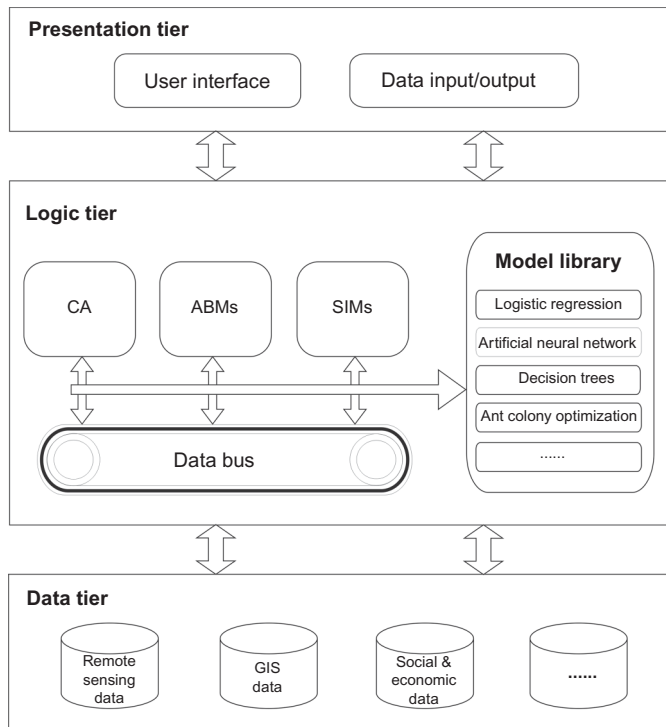 Presentation tier
User interface
Data input/output
Logic tier
Model library
CA
ABMs
SIMs
Logistic regression
Artificial neural network
Decision trees
Ant colony optimization
......
Data bus
Data tier
Remote
sensing
data
GIS
data
Social &
economic
data
......